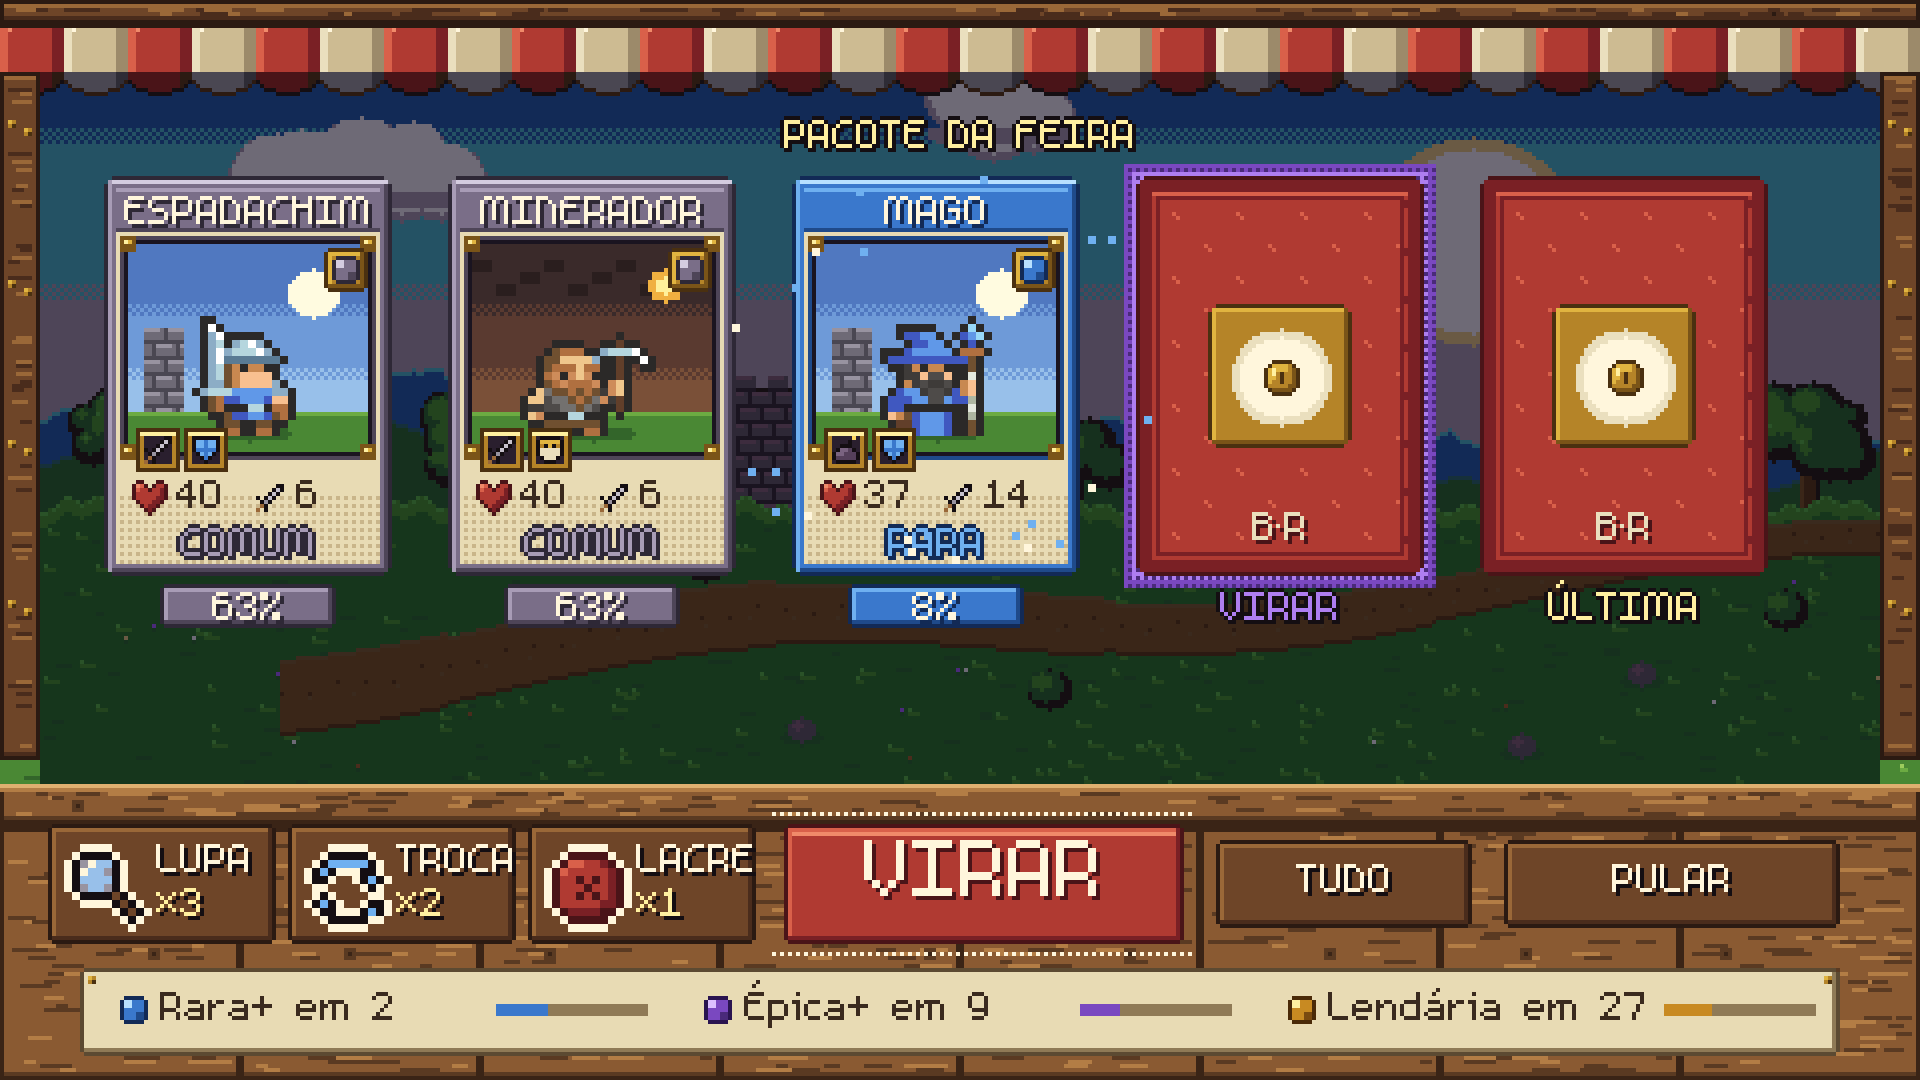 PACOTE DA FEIRA
ESPADACHIM
40 6
COMUM
63%
MINERADOR
40 6
COMUM
63%
MAGO
37 14
RARA
8%
B·R
VIRAR
B·R
ÚLTIMA
LUPA
×3
TROCA
×2
LACRE
×1
VIRAR
TUDO
PULAR
Rara+ em 2
Épica+ em 9
Lendária em 27